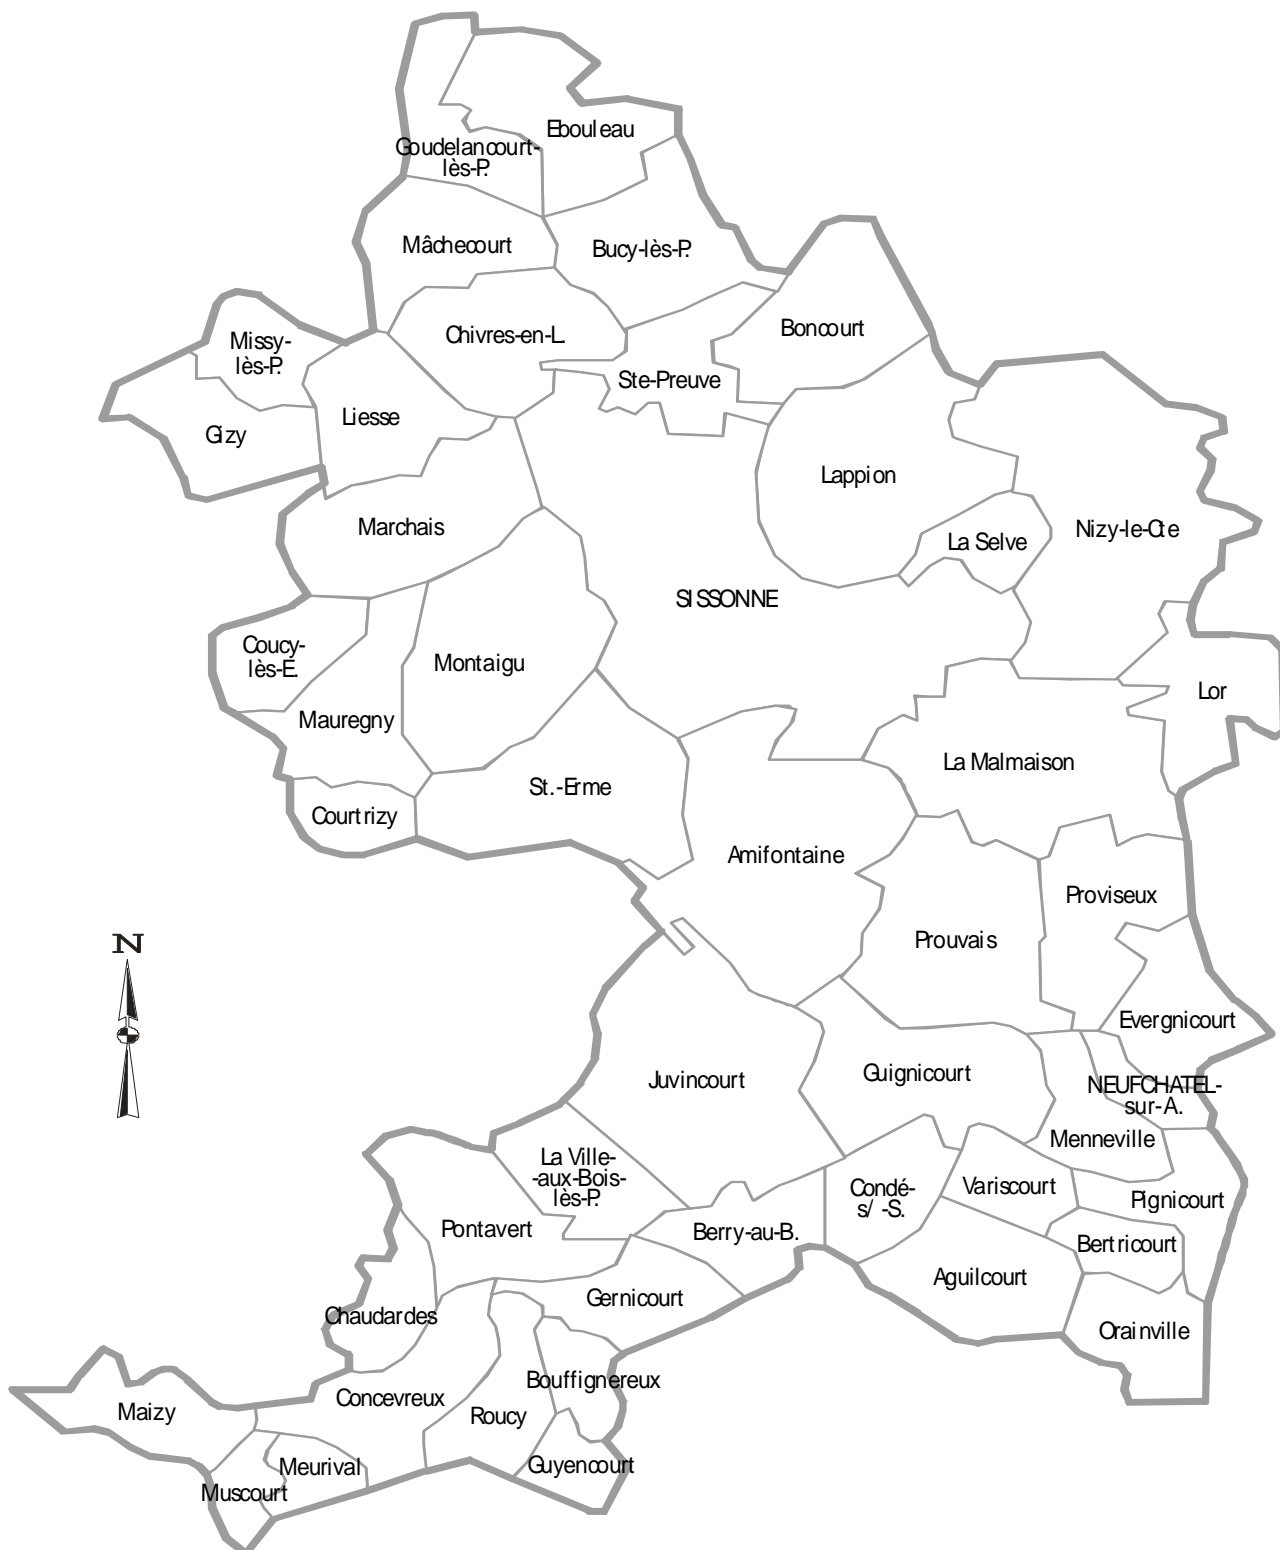 Ebouleau
Goudelancourt-
lès-P.
Mâchecourt
Bucy-lès-P.
Missy-
lès-P.
Chivres-en-L.
Boncourt
Ste-Preuve
Gizy
Liesse
Lappion
Marchais
La Selve
Nizy-le-Cte
SISSONNE
Coucy-
lès-E.
Montaigu
Lor
Mauregny
La Malmaison
St.-Erme
Courtrizy
Amifontaine
Proviseux
Prouvais
N
Evergnicourt
Juvincourt
Guignicourt
NEUFCHATEL-
sur-A.
Menneville
La Ville-
-aux-Bois-
lès-P.
Condé-
s/ -S.
Variscourt
Pignicourt
Pontavert
Berry-au-B.
Bertricourt
Aguilcourt
Gernicourt
Chaudardes
Orainville
Bouffignereux
Concevreux
Maizy
Roucy
Meurival
Guyencourt
Muscourt